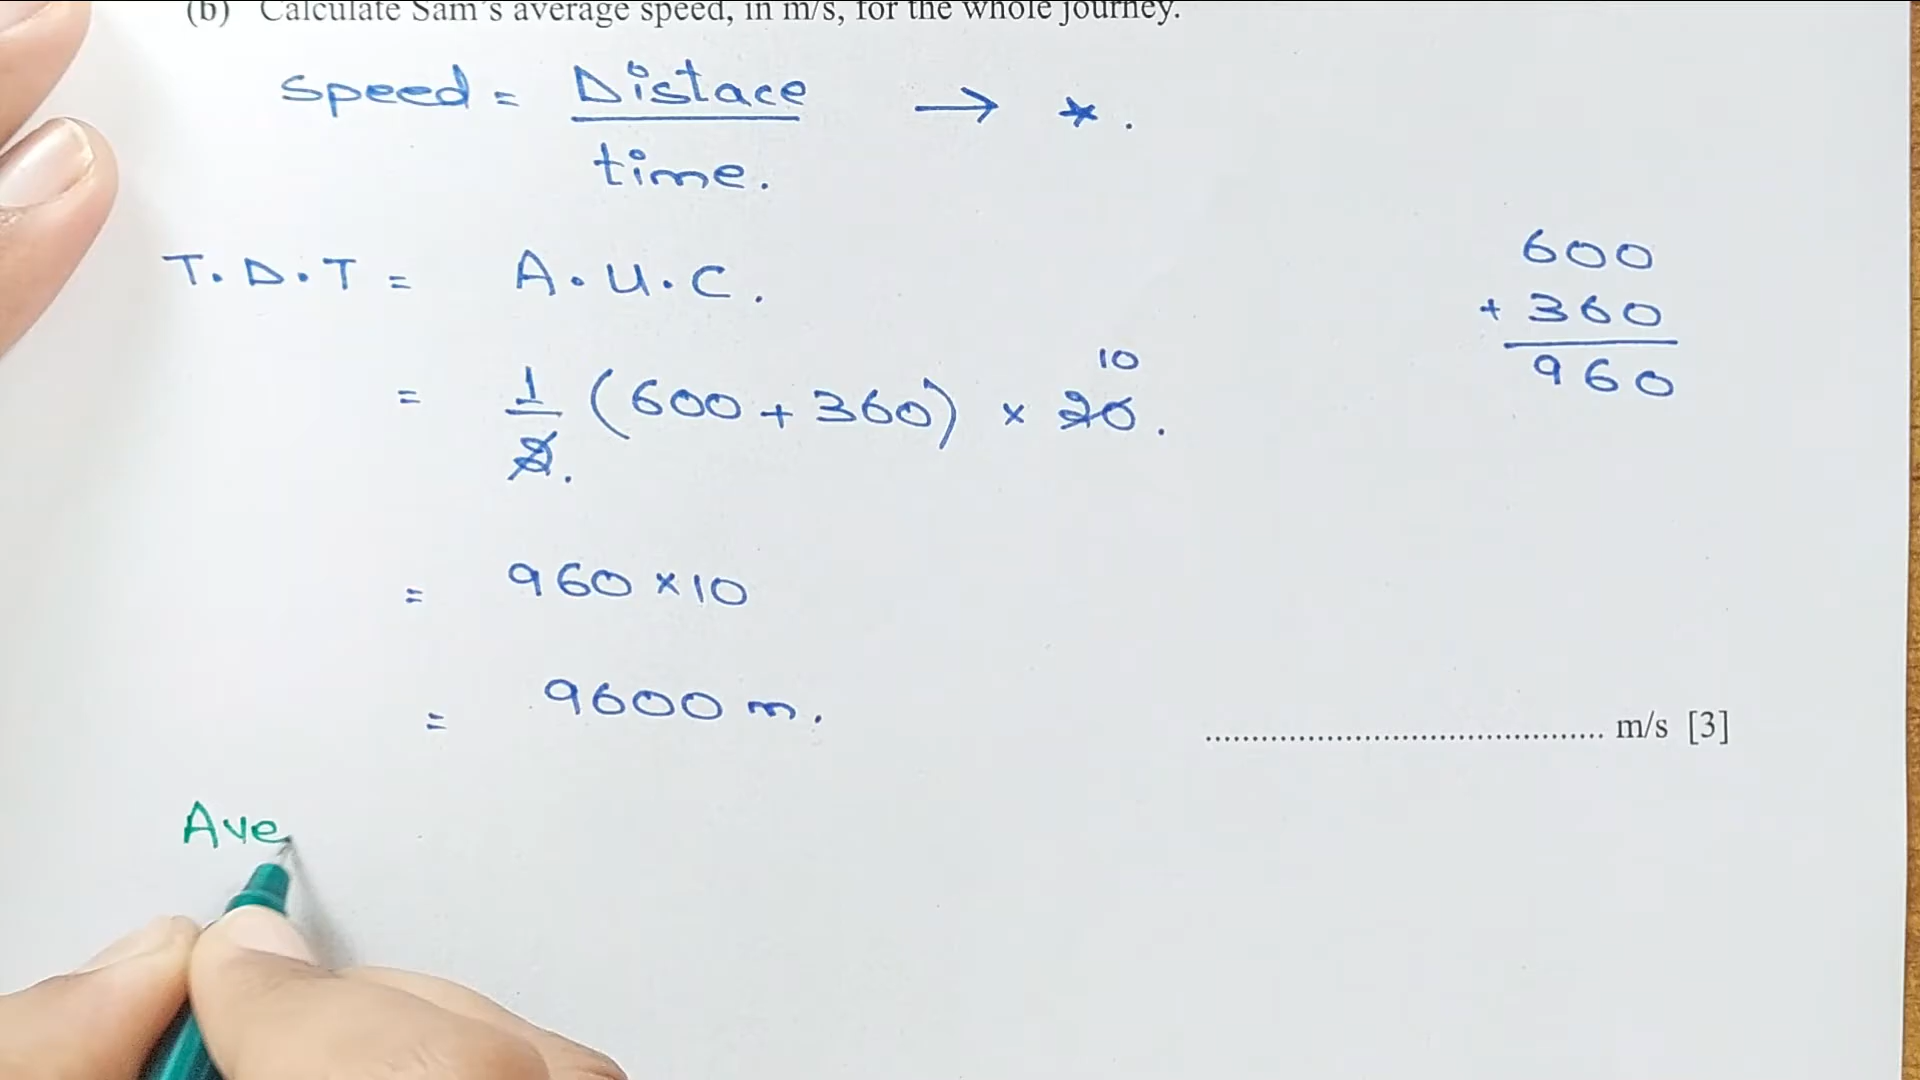 (b) Calculate Sam's average speed, in m/s, for the whole journey.
Speed = Distace → *.
time.
T.D.T = A.U.C.
= 1/2. (600 + 360) × 20.
10
= 960 × 10
= 9600 m.
600
+ 360
960
........................................ m/s [3]
Ave